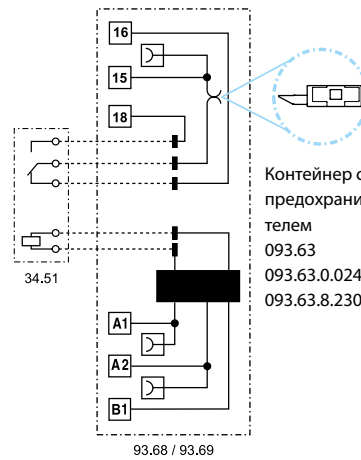 16
15
18
34.51
A1
A2
B1
93.68 / 93.69
Контейнер с
предохрани
телем
093.63
093.63.0.024
093.63.8.230